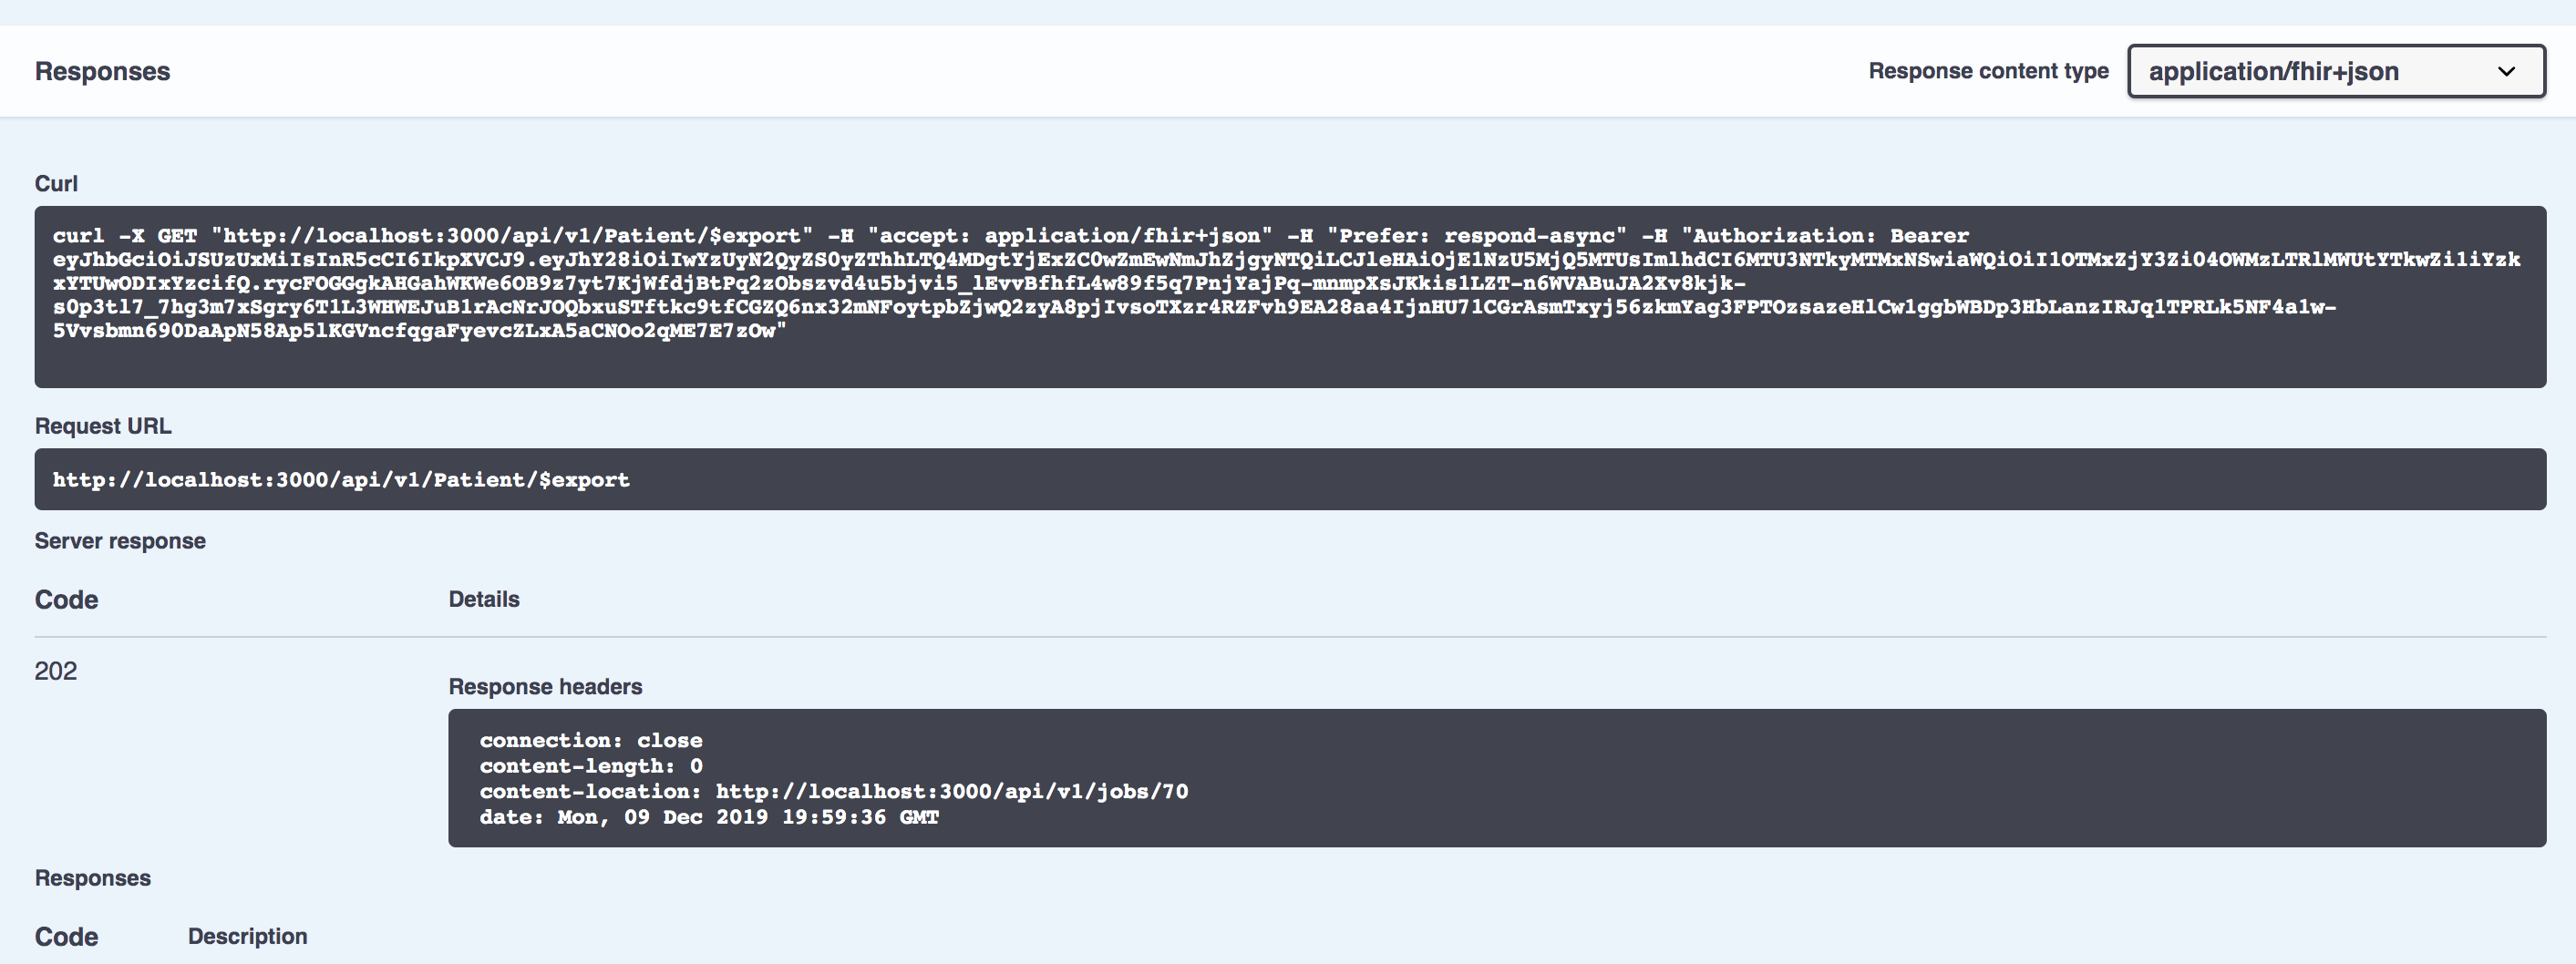 Responses
Response content type
application/fhir+json
Curl
curl -X GET "http://localhost:3000/api/v1/Patient/$export" -H "accept: application/fhir+json" -H "Prefer: respond-async" -H "Authorization: Bearer
eyJhbGciOiJSUzUxMiIsInR5cCI6IkpXVCJ9.eyJhY28iOiIwYzUyN2QyZS0yZThhLTQ4MDgtYjExZC0wZmEwNmJhZjgyNTQiLCJleHAiOjE1NzU5MjQ5MTUsImlhdCI6MTU3NTkyMTMxNSwiaWQiOiI1OTMxZjY3Zi04OWMzLTRlMWUtYTkwZi1iYzk
xYTUwODIxYzcifQ.rycFOGGgkAHGahWKWe6OB9z7yt7KjWfdjBtPq2zObszvd4u5bjvi5_lEvvBfhfL4w89f5q7PnjYajPq-mnmpXsJKkis1LZT-n6WVABuJA2Xv8kjk-
s0p3tl7_7hg3m7xSgry6T1L3WHWEJuB1rAcNrJOQbxuSTftkc9tfCGZQ6nx32mNFoytpbZjwQ2zyA8pjIvsoTXzr4RZFvh9EA28aa4IjnHU71CGrAsmTxyj56zkmYag3FPTOzsazeHlCw1ggbWBDp3HbLanzIRJq1TPRLk5NF4a1w-
5Vvsbmn690DaApN58Ap5lKGVncfqgaFyevcZLxA5aCNOo2qME7E7zOw"
Request URL
http://localhost:3000/api/v1/Patient/$export
Server response
Code
Details
202
Response headers
connection: close
content-length: 0
content-location: http://localhost:3000/api/v1/jobs/70
date: Mon, 09 Dec 2019 19:59:36 GMT
Responses
Code
Description